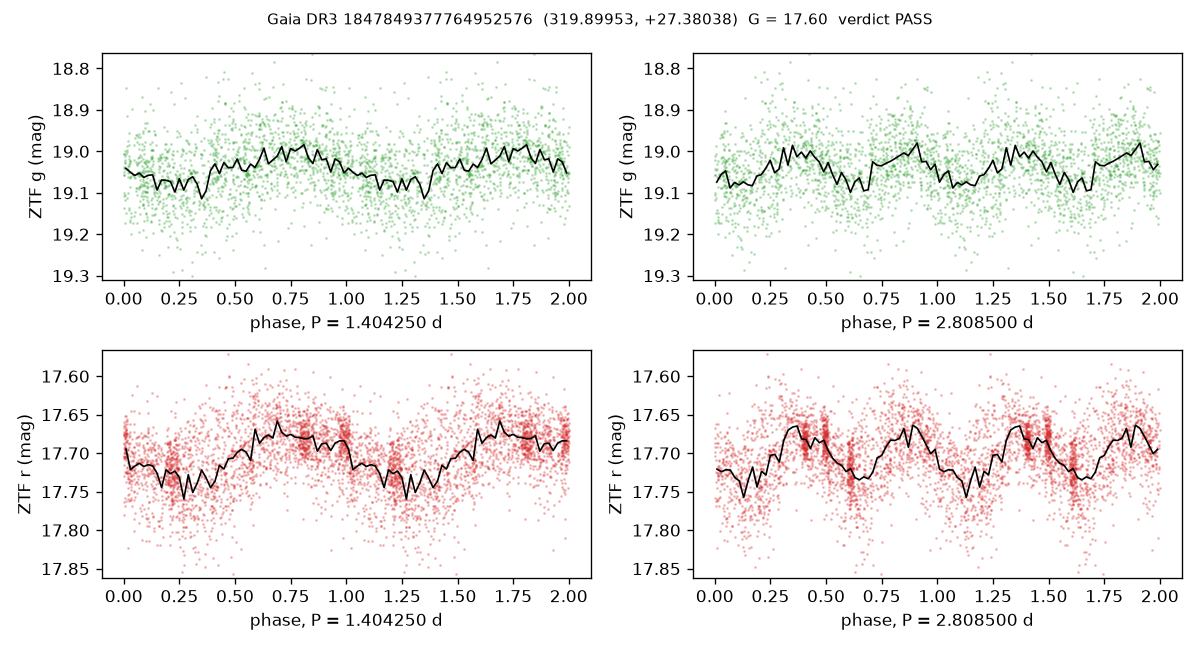 Gaia DR3 1847849377764952576  (319.89953, +27.38038)  G = 17.60  verdict PASS
ZTF g (mag)
18.8
18.9
19.0
19.1
19.2
19.3
0.00 0.25 0.50 0.75 1.00 1.25 1.50 1.75 2.00
phase, P = 1.404250 d
ZTF g (mag)
18.8
18.9
19.0
19.1
19.2
19.3
0.00 0.25 0.50 0.75 1.00 1.25 1.50 1.75 2.00
phase, P = 2.808500 d
ZTF r (mag)
17.60
17.65
17.70
17.75
17.80
17.85
0.00 0.25 0.50 0.75 1.00 1.25 1.50 1.75 2.00
phase, P = 1.404250 d
ZTF r (mag)
17.60
17.65
17.70
17.75
17.80
17.85
0.00 0.25 0.50 0.75 1.00 1.25 1.50 1.75 2.00
phase, P = 2.808500 d